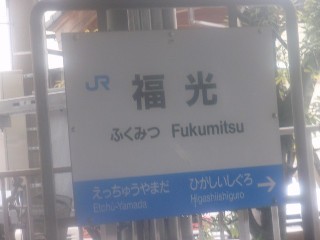 JR
福光
ふくみつ Fukumitsu
えっちゅうやまだ ひがしいしぐろ →
Etchū-Yamada Higashiishiguro